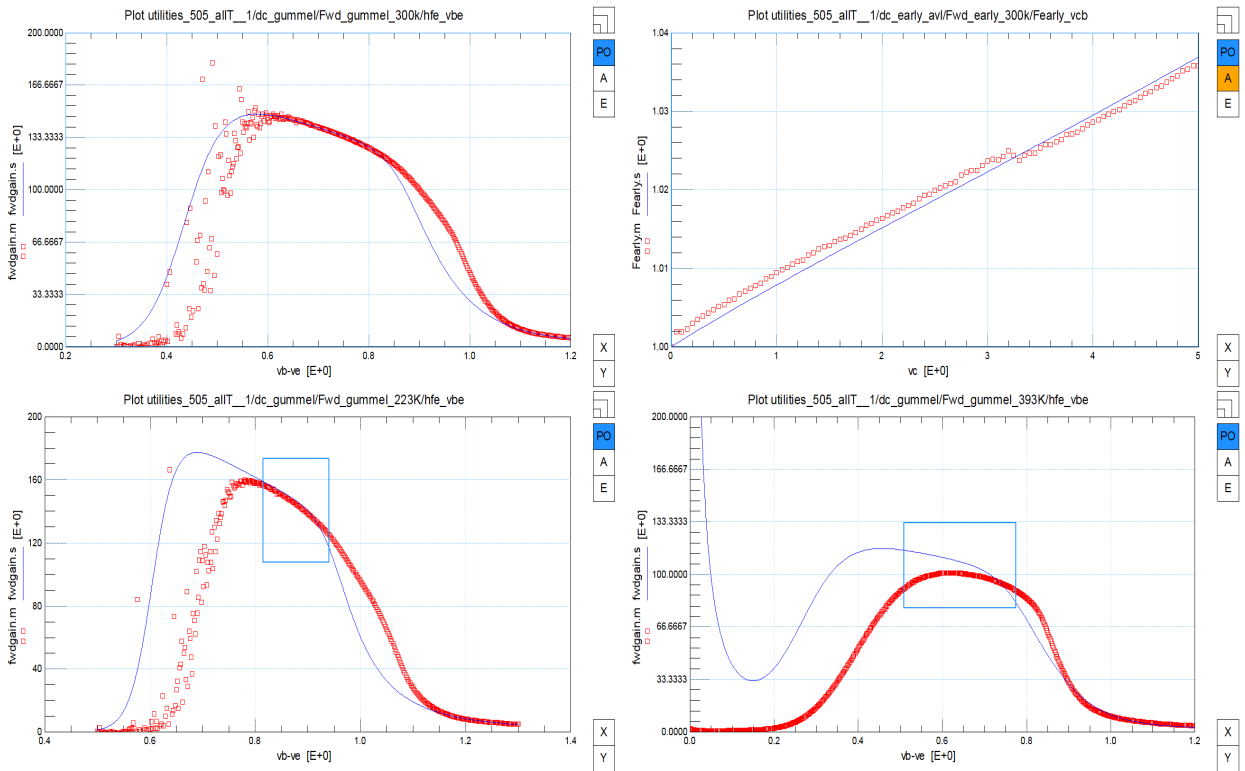 Plot utilities_505_allT__1/dc_gummel/Fwd_gummel_300k/hfe_vbe
fwdgain.m fwdgain.s [E+0]
200.0000
166.6667
133.3333
100.0000
66.6667
33.3333
0.0000
0.2 0.4 0.6 0.8 1.0 1.2
vb-ve [E+0]
PO
A
E
X
Y
Plot utilities_505_allT__1/dc_early_avl/Fwd_early_300k/Fearly_vcb
Fearly.m Fearly.s [E+0]
1.04
1.03
1.02
1.01
1.00
0 1 2 3 4 5
vc [E+0]
PO
A
E
X
Y
Plot utilities_505_allT__1/dc_gummel/Fwd_gummel_223K/hfe_vbe
fwdgain.m fwdgain.s [E+0]
200
160
120
80
40
0
0.4 0.6 0.8 1.0 1.2 1.4
vb-ve [E+0]
PO
A
E
X
Y
Plot utilities_505_allT__1/dc_gummel/Fwd_gummel_393K/hfe_vbe
fwdgain.m fwdgain.s [E+0]
200.0000
166.6667
133.3333
100.0000
66.6667
33.3333
0.0000
0.0 0.2 0.4 0.6 0.8 1.0 1.2
vb-ve [E+0]
PO
A
E
X
Y